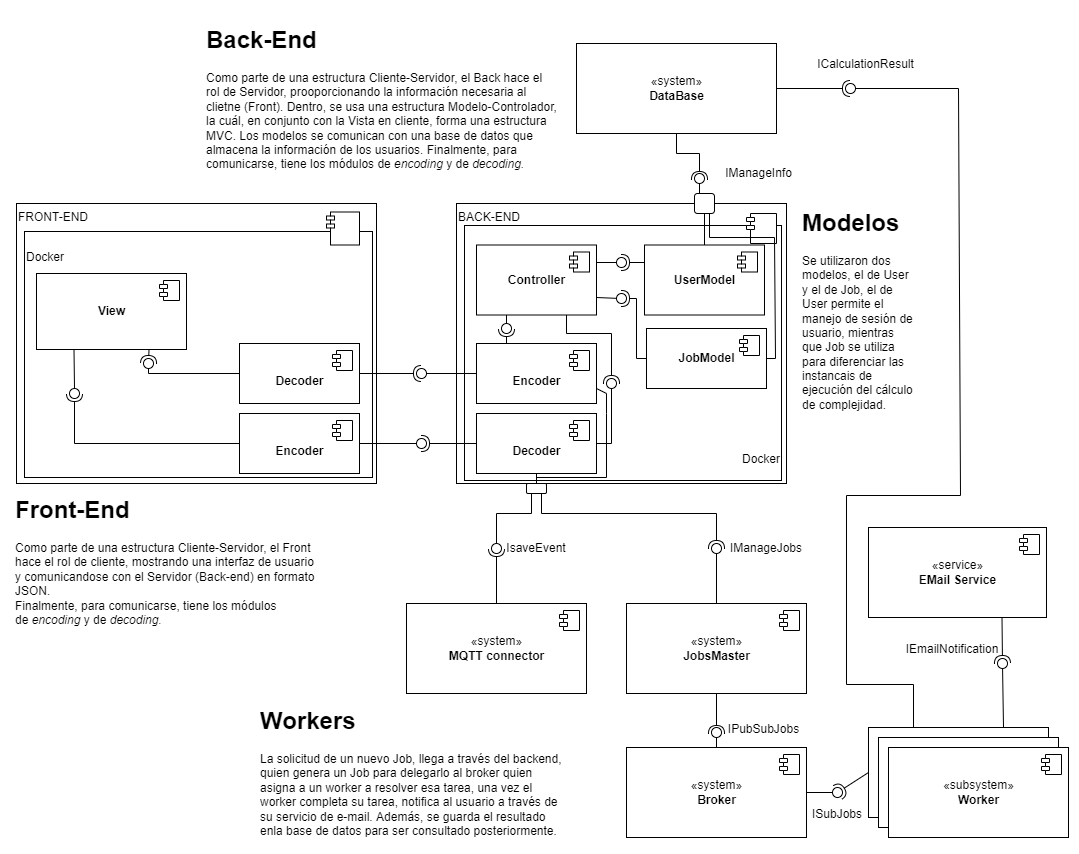 Back-End
Como parte de una estructura Cliente-Servidor, el Back hace el
rol de Servidor, prooporcionando la información necesaria al
clietne (Front). Dentro, se usa una estructura Modelo-Controlador,
la cuál, en conjunto con la Vista en cliente, forma una estructura
MVC. Los modelos se comunican con una base de datos que
almacena la información de los usuarios. Finalmente, para
comunicarse, tiene los módulos de encoding y de decoding.
«system»
DataBase
ICalculationResult
IManageInfo
FRONT-END
Docker
View
Decoder
Encoder
BACK-END
Controller
UserModel
JobModel
Encoder
Decoder
Docker
Modelos
Se utilizaron dos
modelos, el de User
y el de Job, el de
User permite el
manejo de sesión de
usuario, mientras
que Job se utiliza
para diferenciar las
instancais de
ejecución del cálculo
de complejidad.
Front-End
Como parte de una estructura Cliente-Servidor, el Front
hace el rol de cliente, mostrando una interfaz de usuario
y comunicandose con el Servidor (Back-end) en formato
JSON.
Finalmente, para comunicarse, tiene los módulos
de encoding y de decoding.
IsaveEvent
IManageJobs
«service»
EMail Service
IEmailNotification
«system»
MQTT connector
«system»
JobsMaster
IPubSubJobs
Workers
La solicitud de un nuevo Job, llega a través del backend,
quien genera un Job para delegarlo al broker quien
asigna a un worker a resolver esa tarea, una vez el
worker completa su tarea, notifica al usuario a través de
su servicio de e-mail. Además, se guarda el resultado
enla base de datos para ser consultado posteriormente.
«system»
Broker
ISubJobs
«subsystem»
Worker